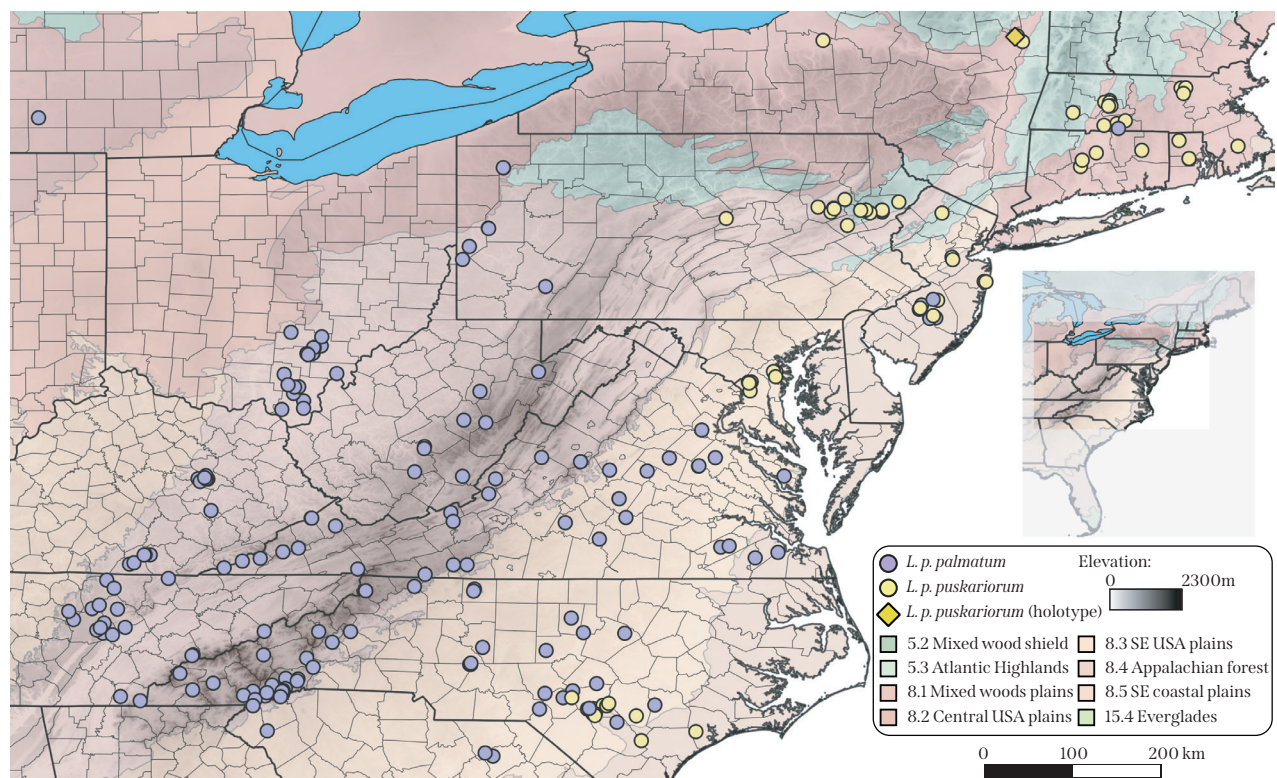 L. p. palmatum
L. p. puskariorum
L. p. puskariorum (holotype)
Elevation:
0 2300m
5.2 Mixed wood shield
5.3 Atlantic Highlands
8.1 Mixed woods plains
8.2 Central USA plains
8.3 SE USA plains
8.4 Appalachian forest
8.5 SE coastal plains
15.4 Everglades
0 100 200 km